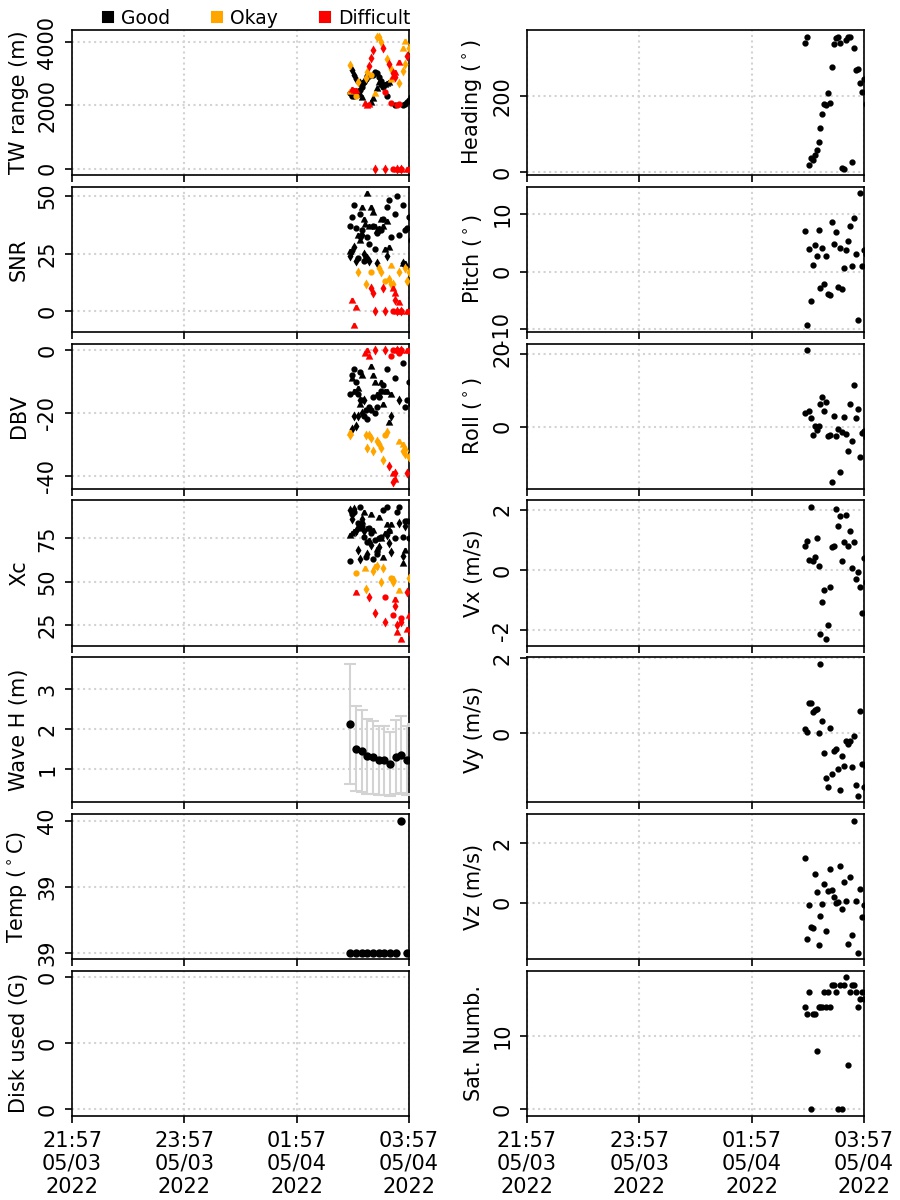 Good Okay Difficult
TW range (m)
4000
2000
0
SNR
50
25
0
DBV
0
-20
-40
Xc
75
50
25
Wave H (m)
3
2
1
Temp (°C)
40
39
39
Disk used (G)
0
0
0
21:57 23:57 01:57 03:57
05/03 05/03 05/04 05/04
2022 2022 2022 2022
Heading (°)
200
0
Pitch (°)
10
0
-10
Roll (°)
20
0
Vx (m/s)
2
0
-2
Vy (m/s)
2
0
Vz (m/s)
2
0
Sat. Numb.
10
0
21:57 23:57 01:57 03:57
05/03 05/03 05/04 05/04
2022 2022 2022 2022